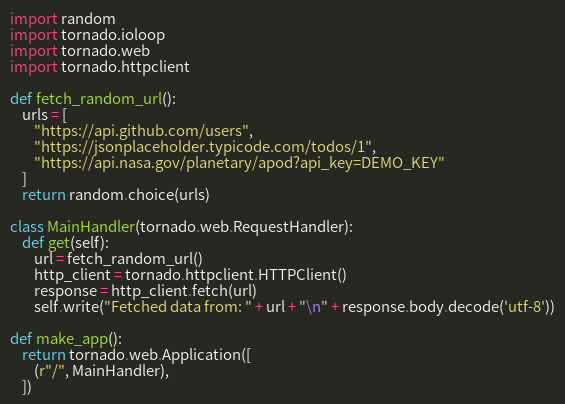 import random
import tornado.ioloop
import tornado.web
import tornado.httpclient

def fetch_random_url():
    urls = [
        "https://api.github.com/users",
        "https://jsonplaceholder.typicode.com/todos/1",
        "https://api.nasa.gov/planetary/apod?api_key=DEMO_KEY"
    ]
    return random.choice(urls)

class MainHandler(tornado.web.RequestHandler):
    def get(self):
        url = fetch_random_url()
        http_client = tornado.httpclient.HTTPClient()
        response = http_client.fetch(url)
        self.write("Fetched data from: " + url + "\n" + response.body.decode('utf-8'))

def make_app():
    return tornado.web.Application([
        (r"/", MainHandler),
    ])